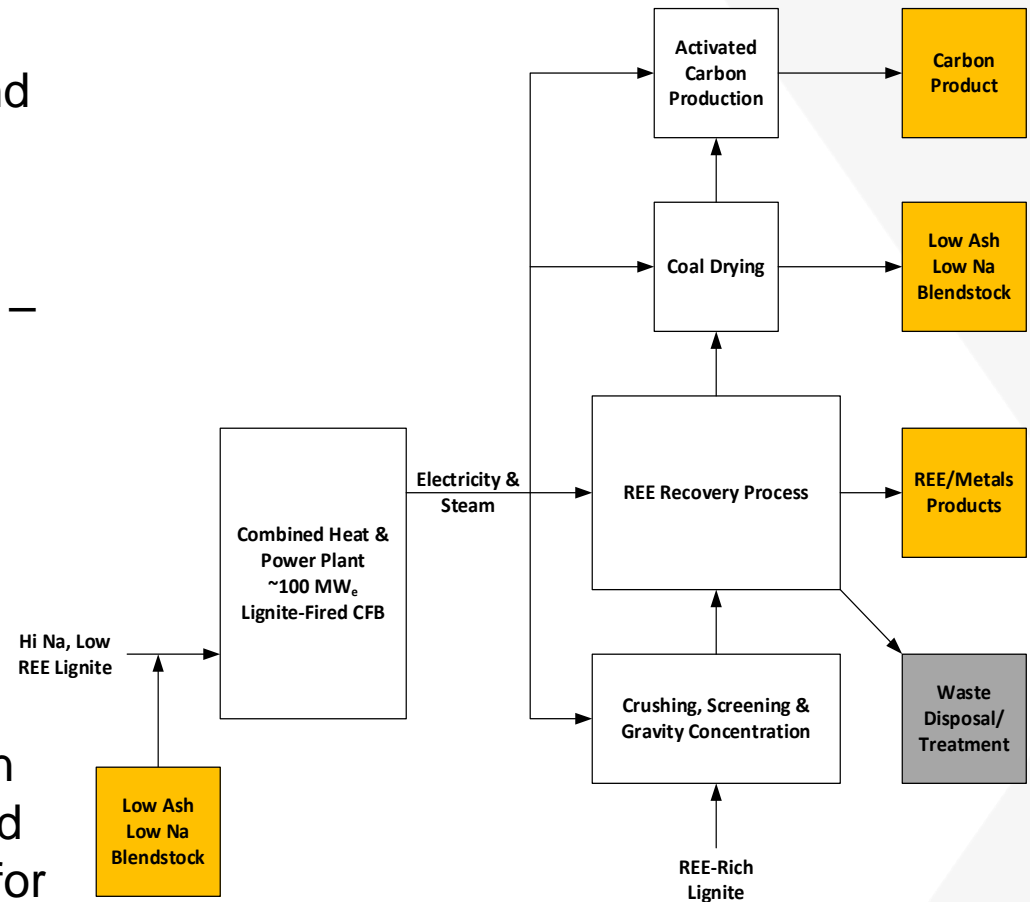 nd
–
n
d
for
Activated
Carbon
Production
Carbon
Product
Coal Drying
Low Ash
Low Na
Blendstock
Electricity &
Steam
REE Recovery Process
REE/Metals
Products
Combined Heat &
Power Plant
~100 MWe
Lignite-Fired CFB
Hi Na, Low
REE Lignite
Crushing, Screening &
Gravity Concentration
Waste
Disposal/
Treatment
Low Ash
Low Na
Blendstock
REE-Rich
Lignite